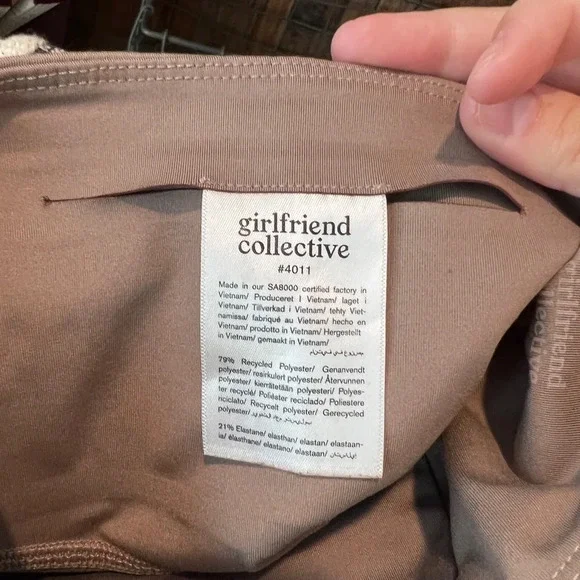 girlfriend
collective
#4011
Made in our SA8000 certified factory in
Vietnam/ Produceret I Vietnam/ laget i
Vietnam/ Tillverkad i Vietnam/ tehty Viet-
namissa/ fabriqué au Vietnam/ hecho en
Vietnam/ prodotto in Vietnam/ Hergestellt
in Vietnam/ gemaakt in Vietnam/
79% Recycled Polyester/ Genanvendt
polyester/ resirkulert polyester/ Återvunnen
polyester/ kierrätetään polyesteri/ Polyes-
ter recyclé/ Poliéster reciclado/ Poliestere
reciclato/ Recycelt polyester/ Gerecycled
polyester/
21% Elastane/ elasthan/ elastan/ elastaan-
ia/ élasthane/ elastano/ elastaan/
girlfriend
collective